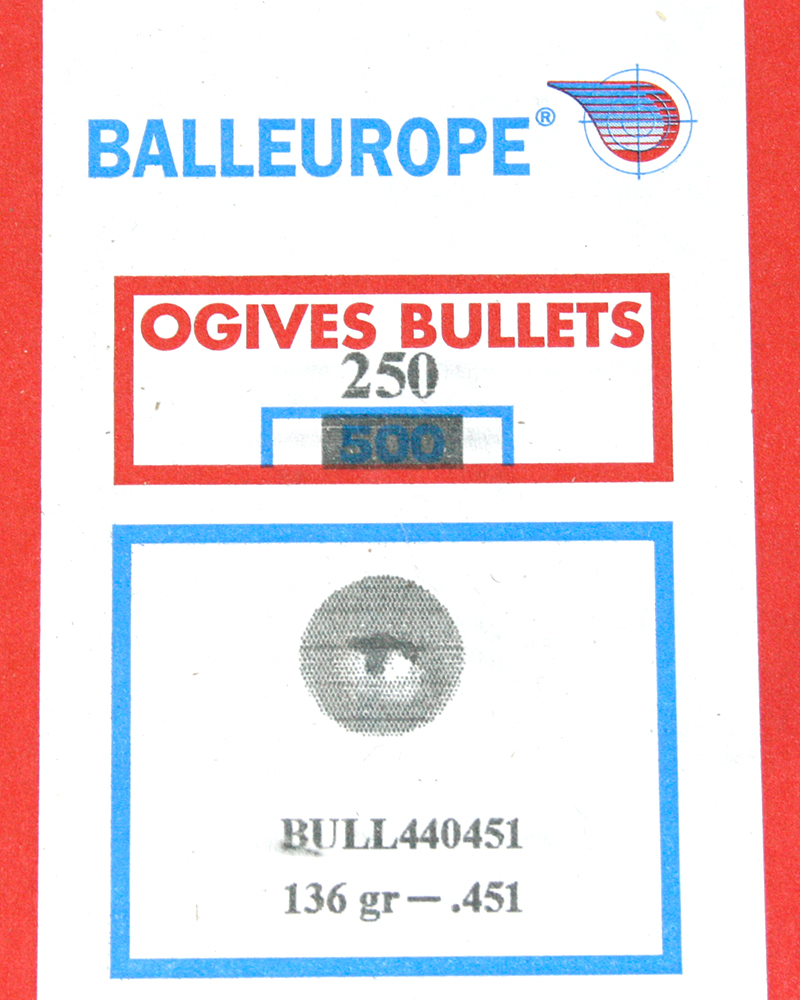 BALLEUROPE®
OGIVES BULLETS
250
500
BULL440451
136 gr – .451